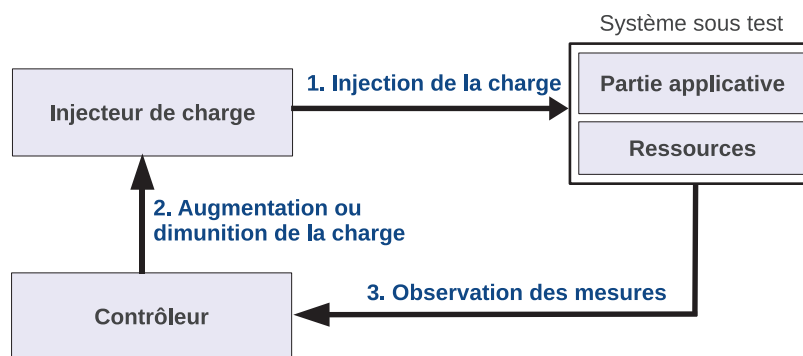 Système sous test
1. Injection de la charge
Partie applicative
Injecteur de charge
Ressources
2. Augmentation ou
dimunition de la charge
3. Observation des mesures
Contrôleur